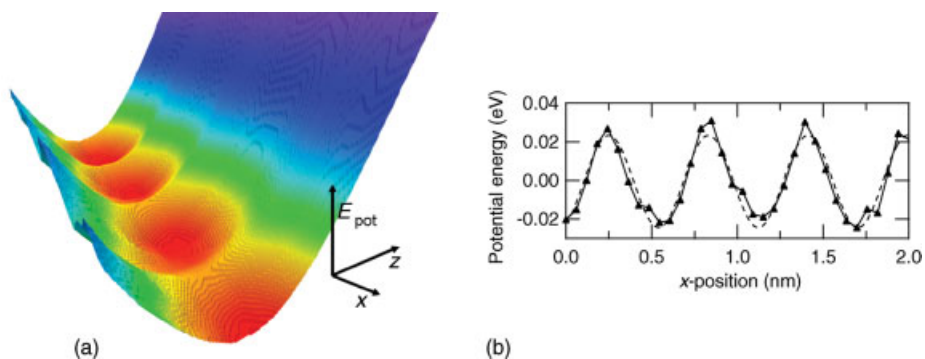 E pot
z
x
(a)
Potential energy (eV)
0.04
0.02
0.00
-0.02
0.0 0.5 1.0 1.5 2.0
x-position (nm)
(b)